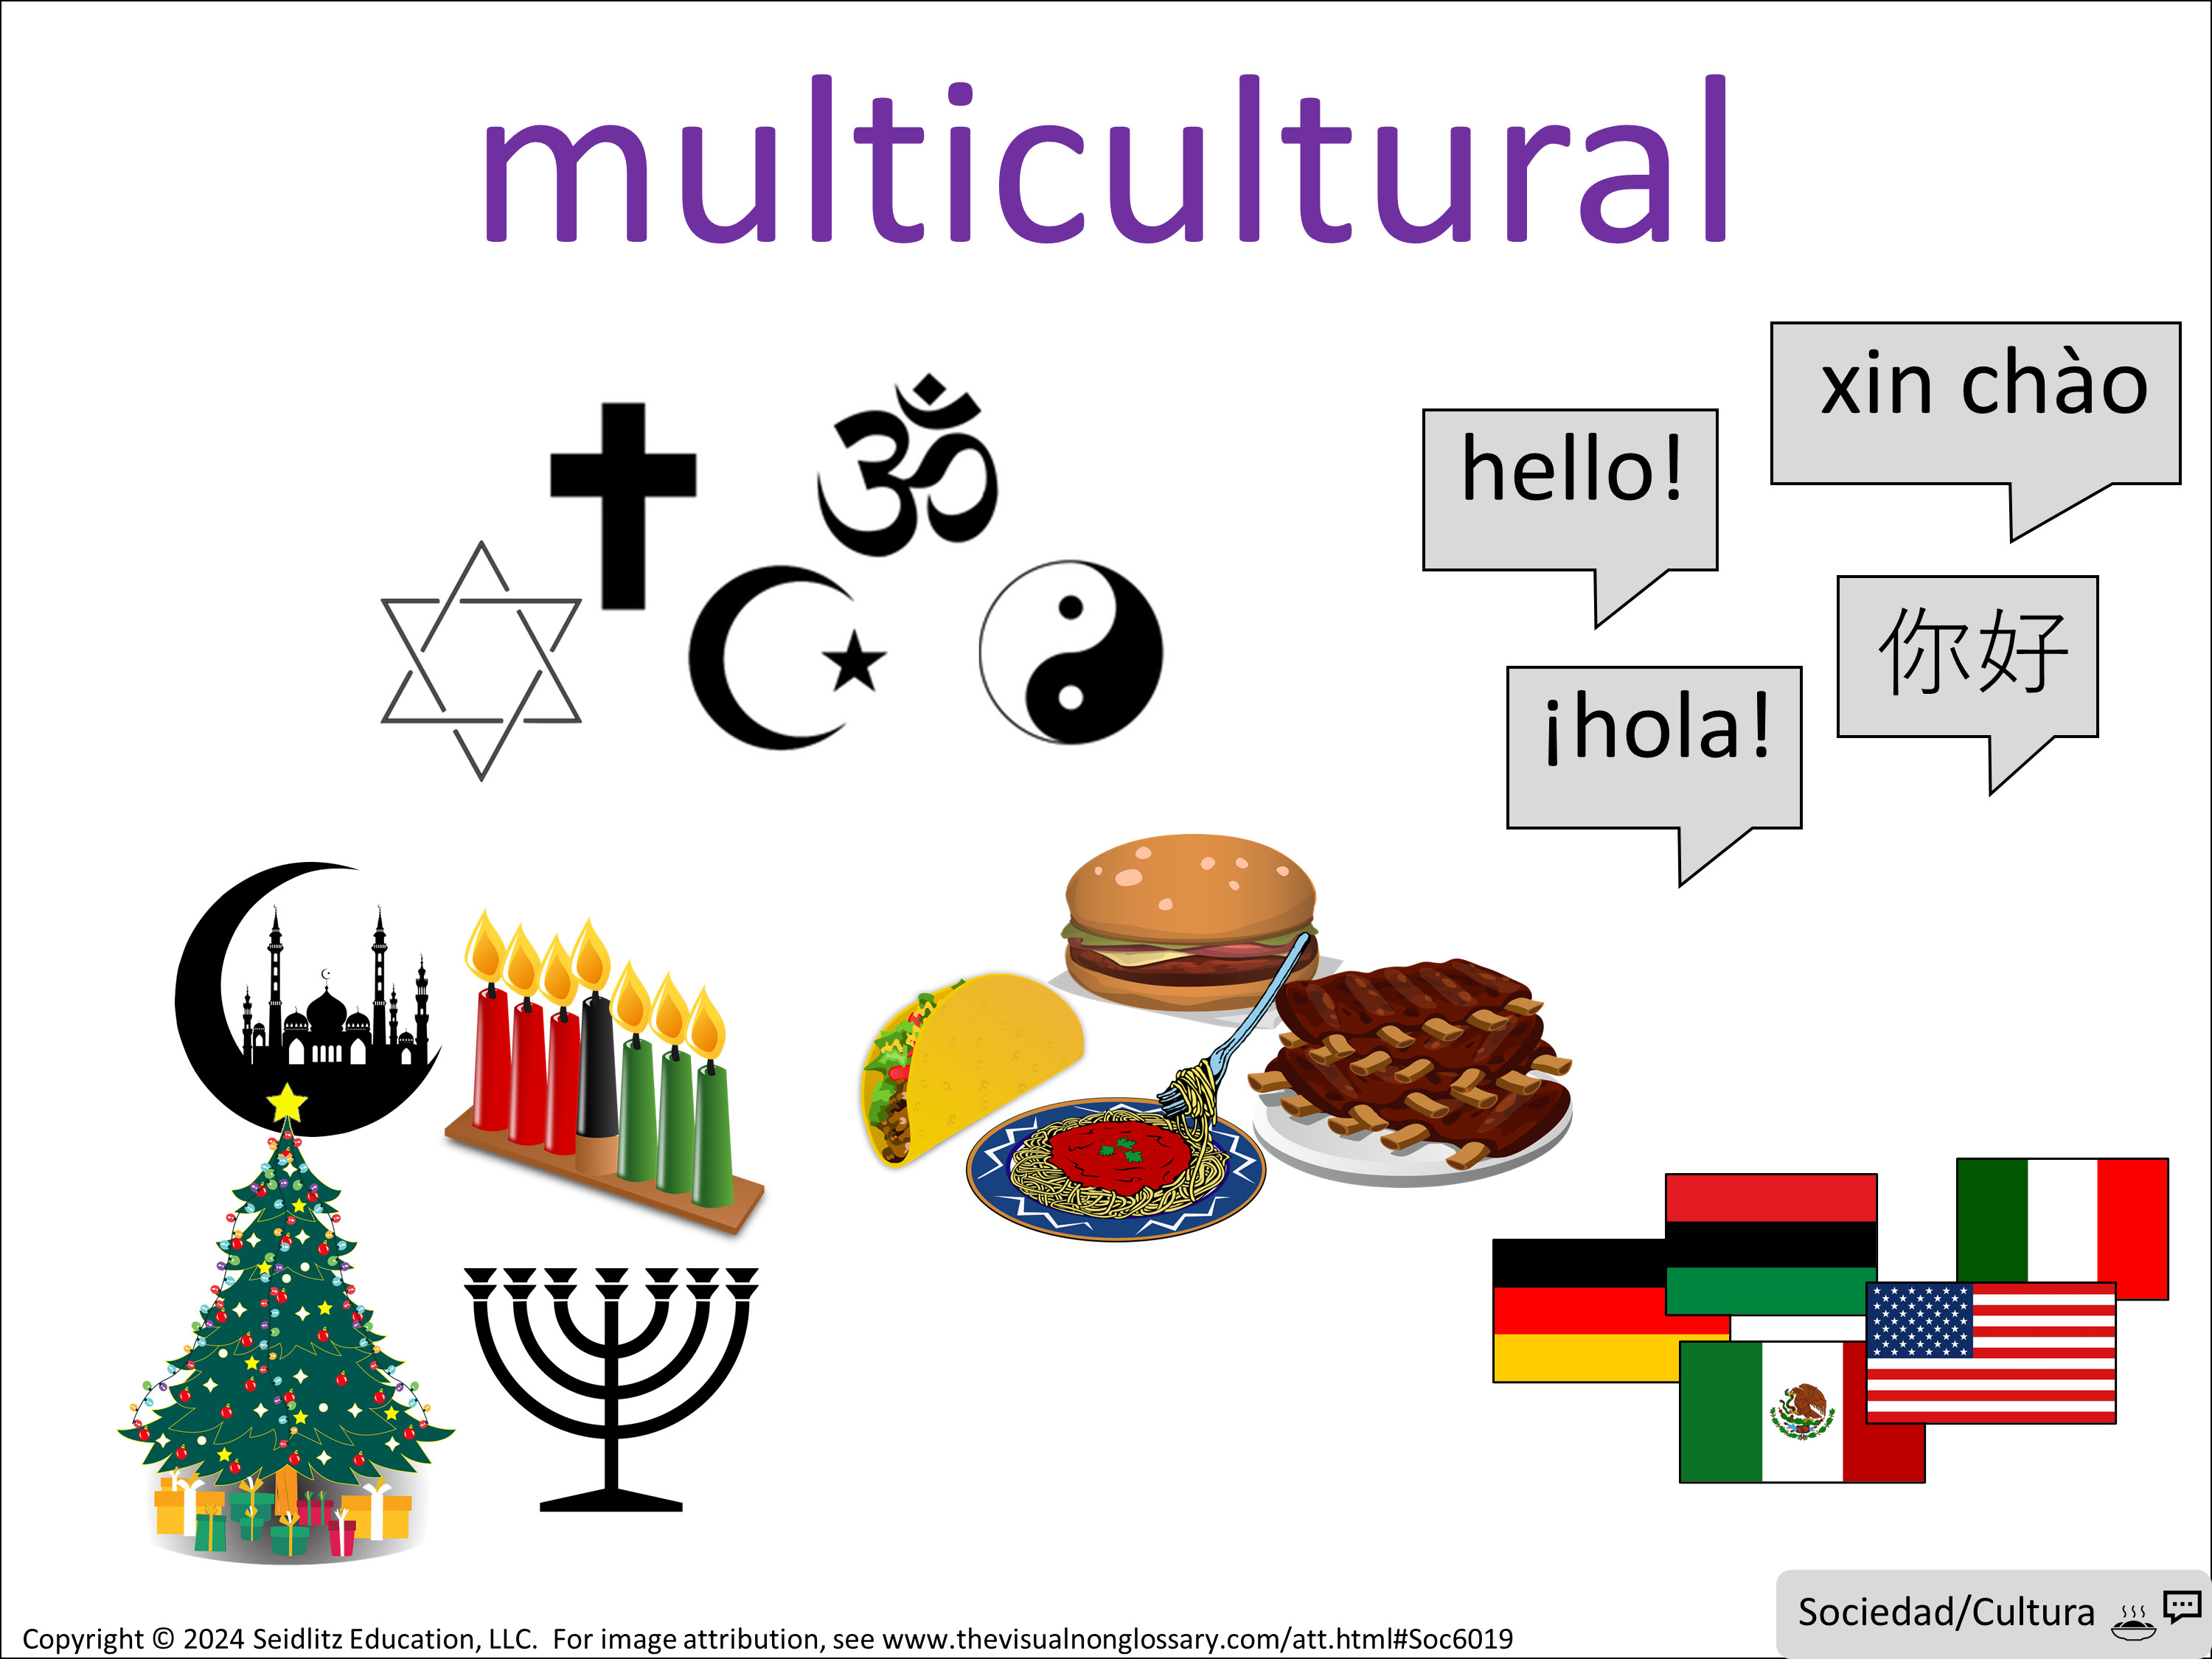 multicultural
xin chào
hello!
你好
¡hola!
Sociedad/Cultura
Copyright © 2024 Seidlitz Education, LLC.  For image attribution, see www.thevisualnonglossary.com/att.html#Soc6019